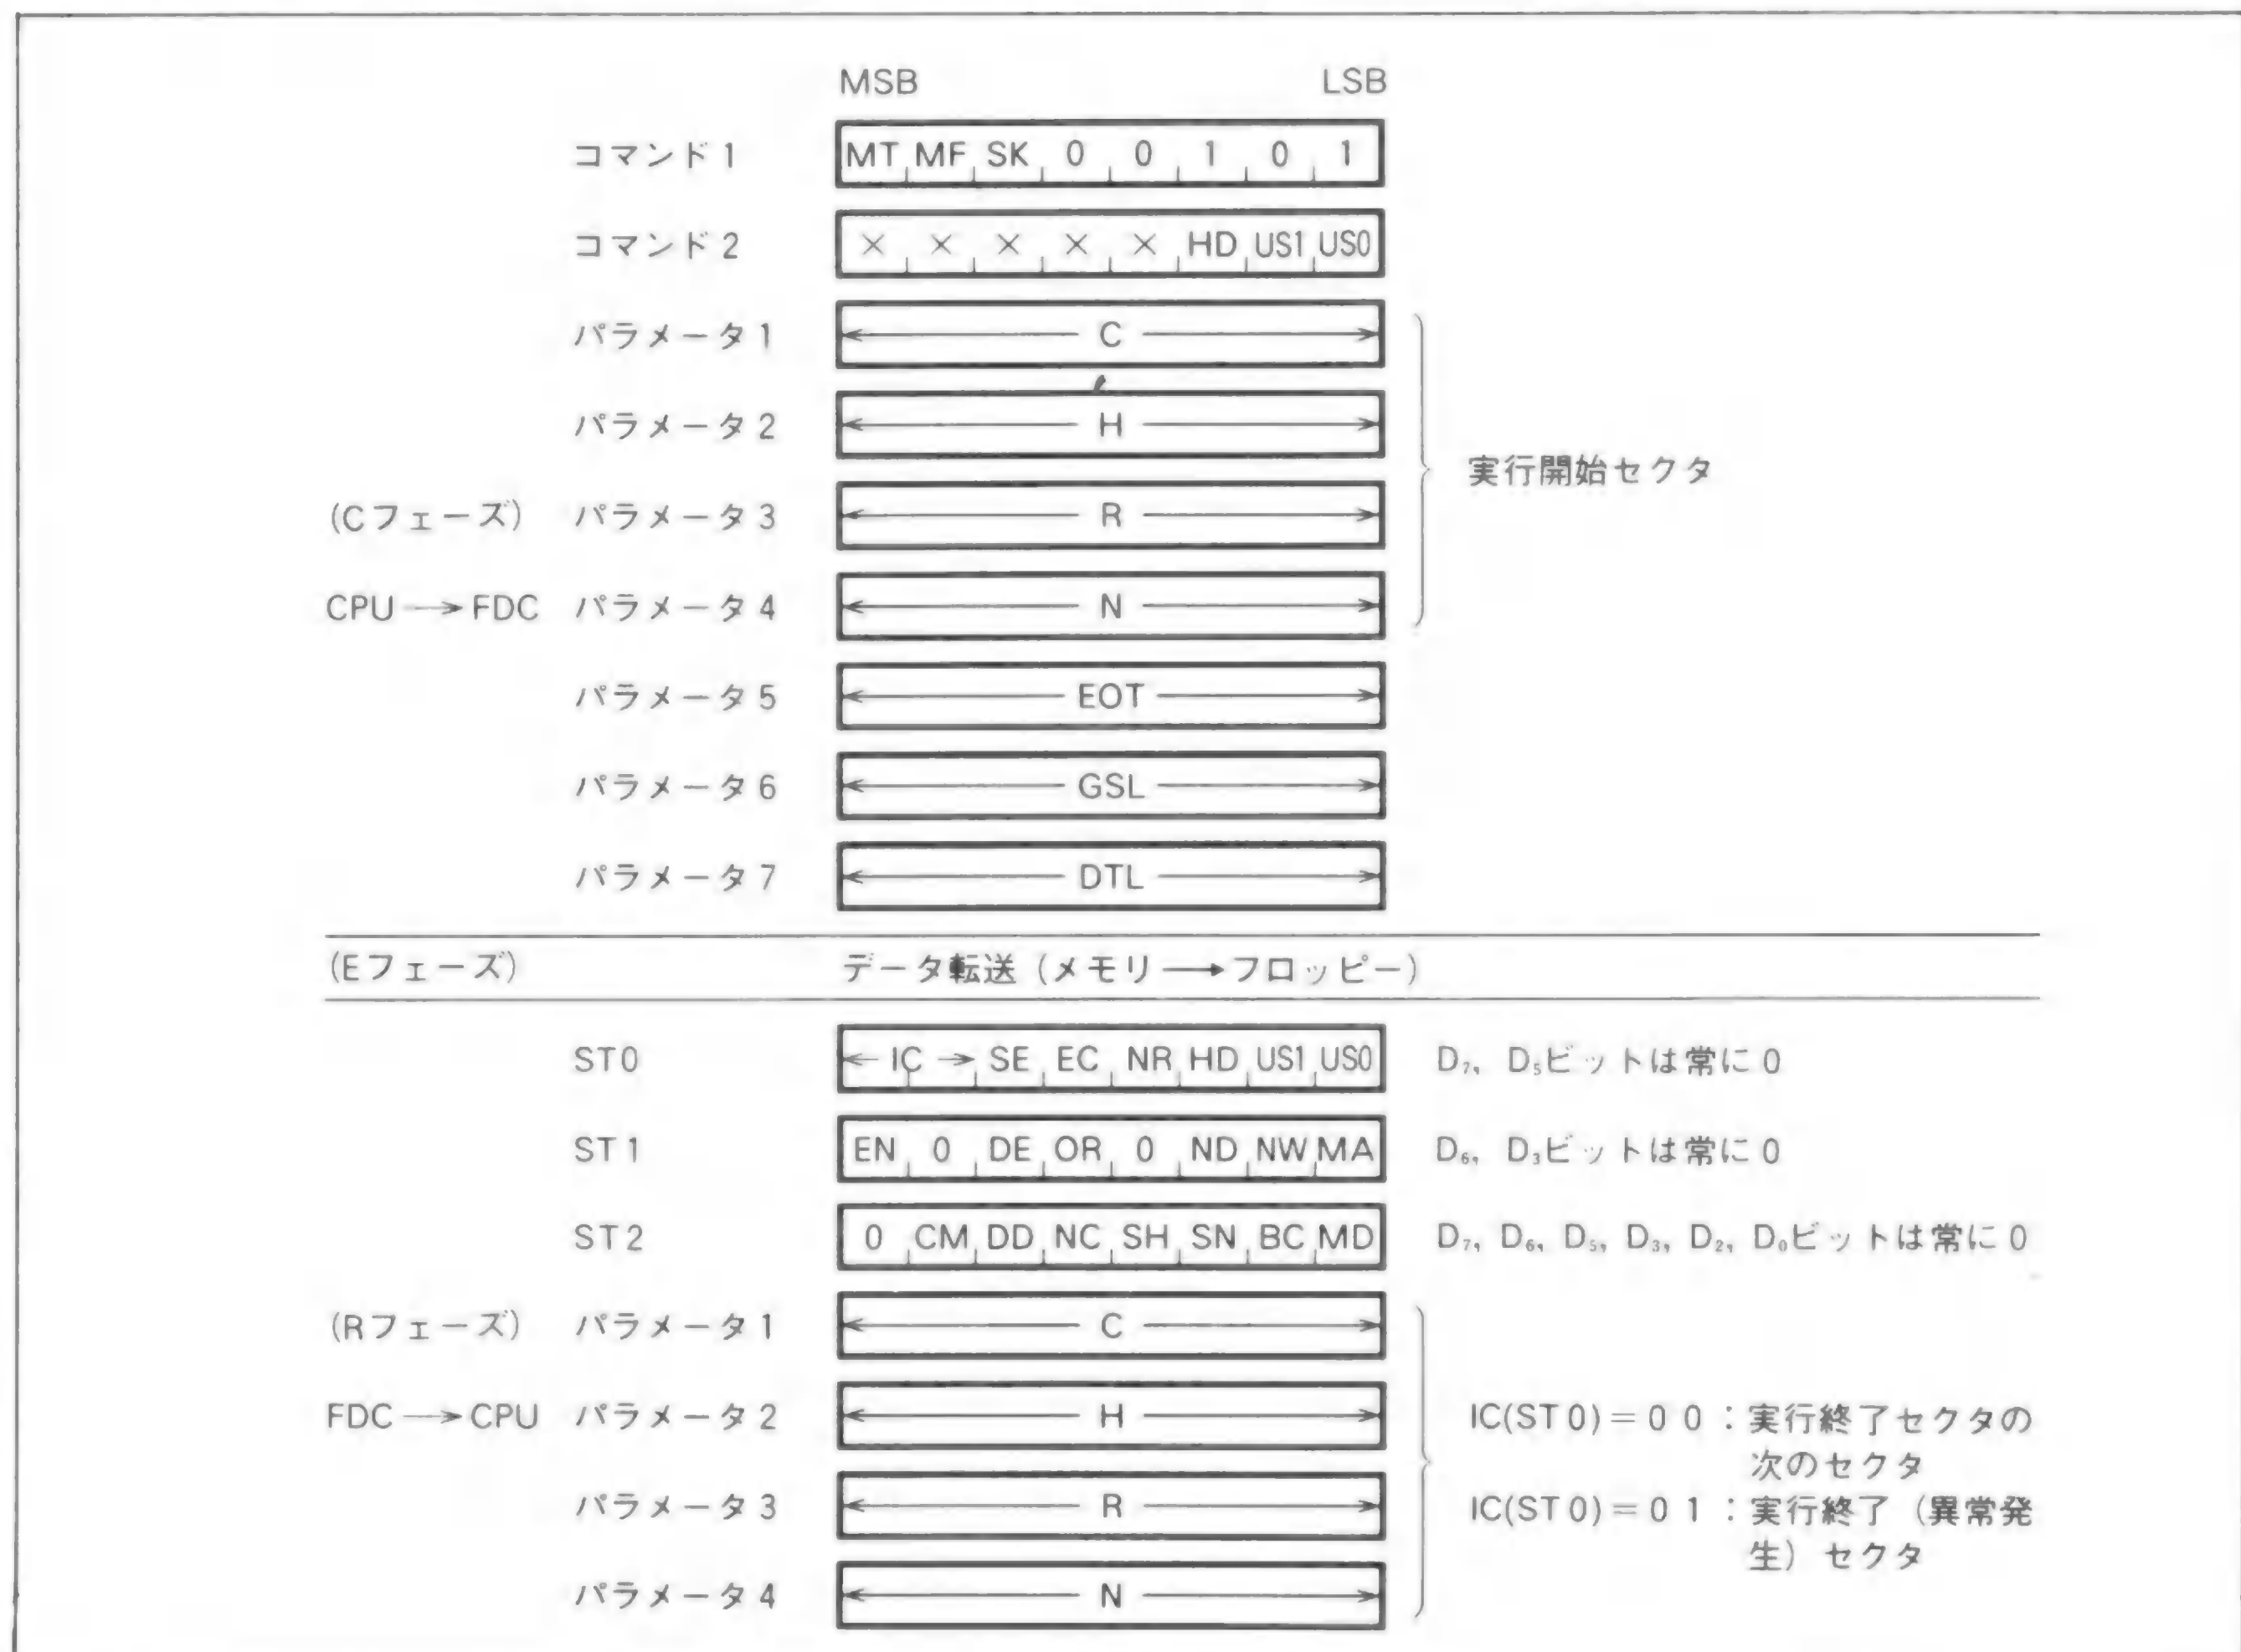 MSB LSB
コマンド1 MT MF SK 0 0 1 0 1
コマンド2 × × × × × HD US1 US0
パラメータ1 C
パラメータ2 H
実行開始セクタ
(Cフェーズ) パラメータ3 R
CPU → FDC パラメータ4 N
パラメータ5 EOT
パラメータ6 GSL
パラメータ7 DTL
(Eフェーズ) データ転送 (メモリ → フロッピー)
ST0 ← IC → SE EC NR HD US1 US0 D₇, D₅ビットは常に0
ST1 EN 0 DE OR 0 ND NW MA D₆, D₃ビットは常に0
ST2 0 CM DD NC SH SN BC MD D₇, D₆, D₅, D₃, D₂, D₀ビットは常に0
(Rフェーズ) パラメータ1 C
FDC → CPU パラメータ2 H IC(ST0)=00:実行終了セクタの
次のセクタ
パラメータ3 R IC(ST0)=01:実行終了(異常発
生)セクタ
パラメータ4 N